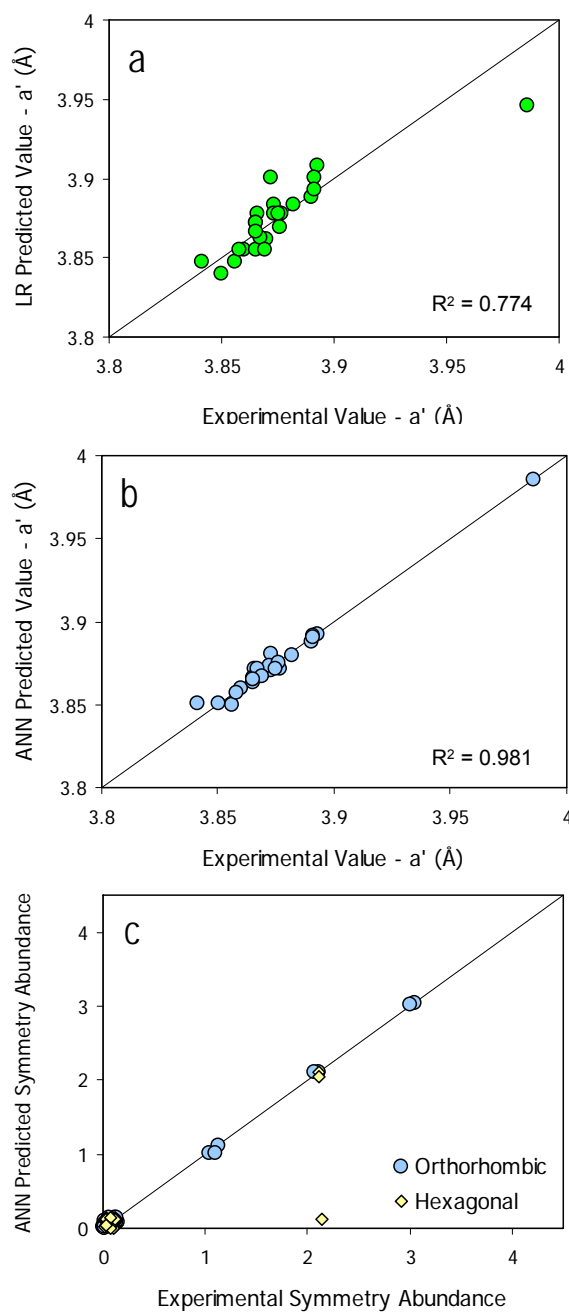 4
a
3.95
3.9
3.85
3.8
LR Predicted Value - a' (Å)
R² = 0.774
3.8 3.85 3.9 3.95 4
Experimental Value - a' (Å)
4
b
3.95
3.9
3.85
3.8
ANN Predicted Value - a' (Å)
R² = 0.981
3.8 3.85 3.9 3.95 4
Experimental Value - a' (Å)
c
4
3
2
1
0
ANN Predicted Symmetry Abundance
Orthorhombic
Hexagonal
0 1 2 3 4
Experimental Symmetry Abundance